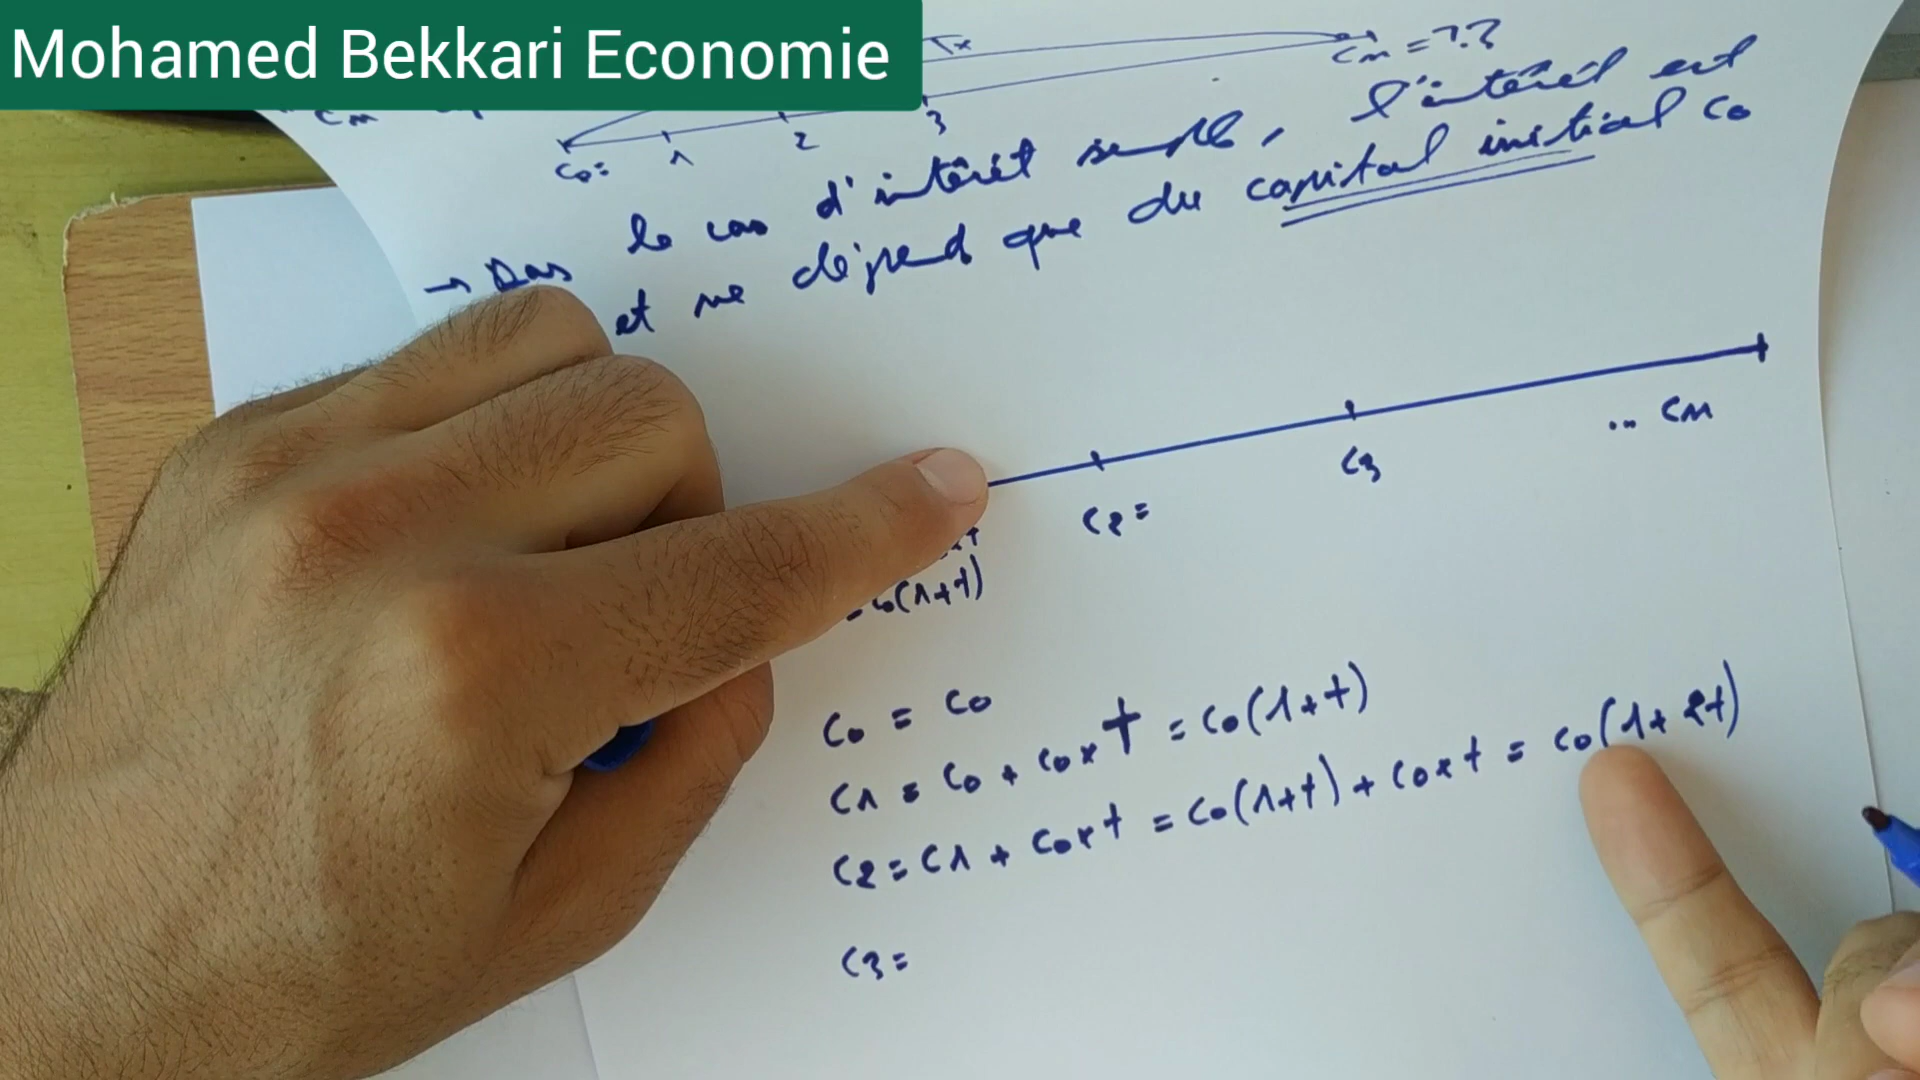 Mohamed Bekkari Economie
Cn = ??
C0 = 1 2 3
→ Dans le cas d'intérêt simple, l'intérêt est
et ne dépend que du capital initial C0
C2 = C3 ... Cn
= C0(1+t)
C0 = C0
C1 = C0 + C0 x t = C0(1+t)
C2 = C1 + C0 x t = C0(1+t) + C0 x t = C0(1+2t)
C3 =